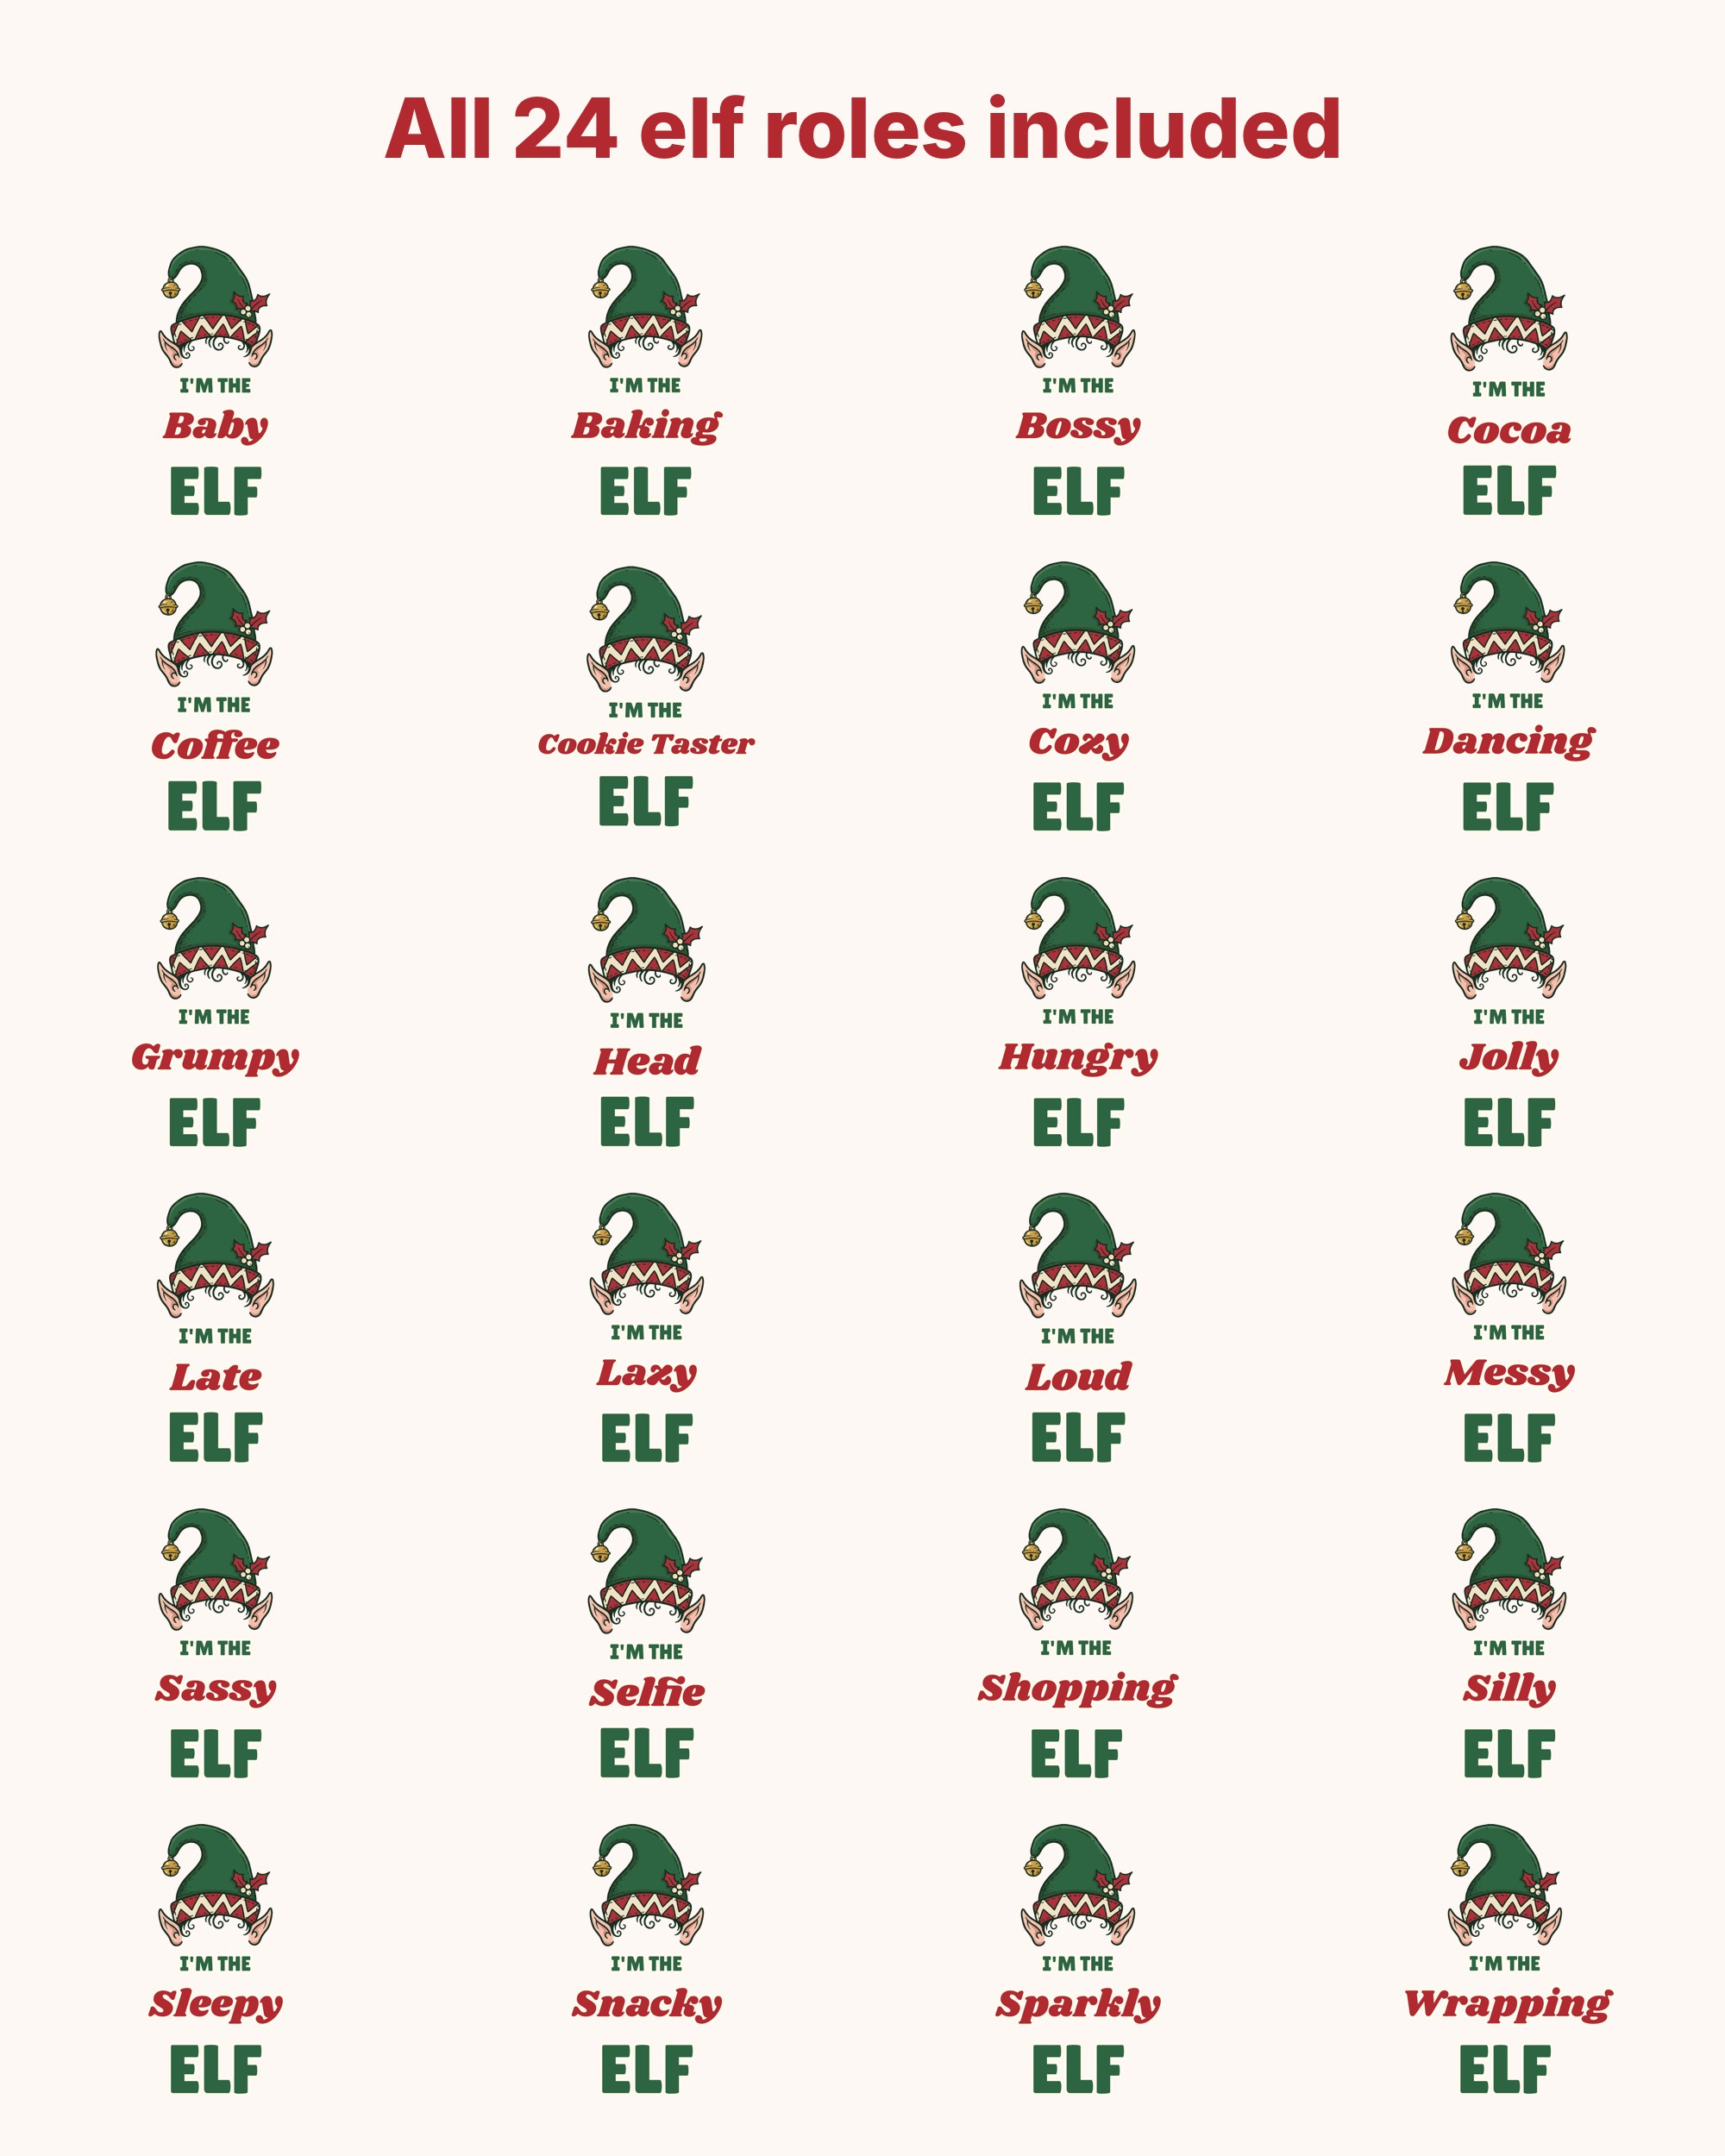 All 24 elf roles included
I'M THE
Baby
ELF
I'M THE
Baking
ELF
I'M THE
Bossy
ELF
I'M THE
Cocoa
ELF
I'M THE
Coffee
ELF
I'M THE
Cookie Taster
ELF
I'M THE
Cozy
ELF
I'M THE
Dancing
ELF
I'M THE
Grumpy
ELF
I'M THE
Head
ELF
I'M THE
Hungry
ELF
I'M THE
Jolly
ELF
I'M THE
Late
ELF
I'M THE
Lazy
ELF
I'M THE
Loud
ELF
I'M THE
Messy
ELF
I'M THE
Sassy
ELF
I'M THE
Selfie
ELF
I'M THE
Shopping
ELF
I'M THE
Silly
ELF
I'M THE
Sleepy
ELF
I'M THE
Snacky
ELF
I'M THE
Sparkly
ELF
I'M THE
Wrapping
ELF